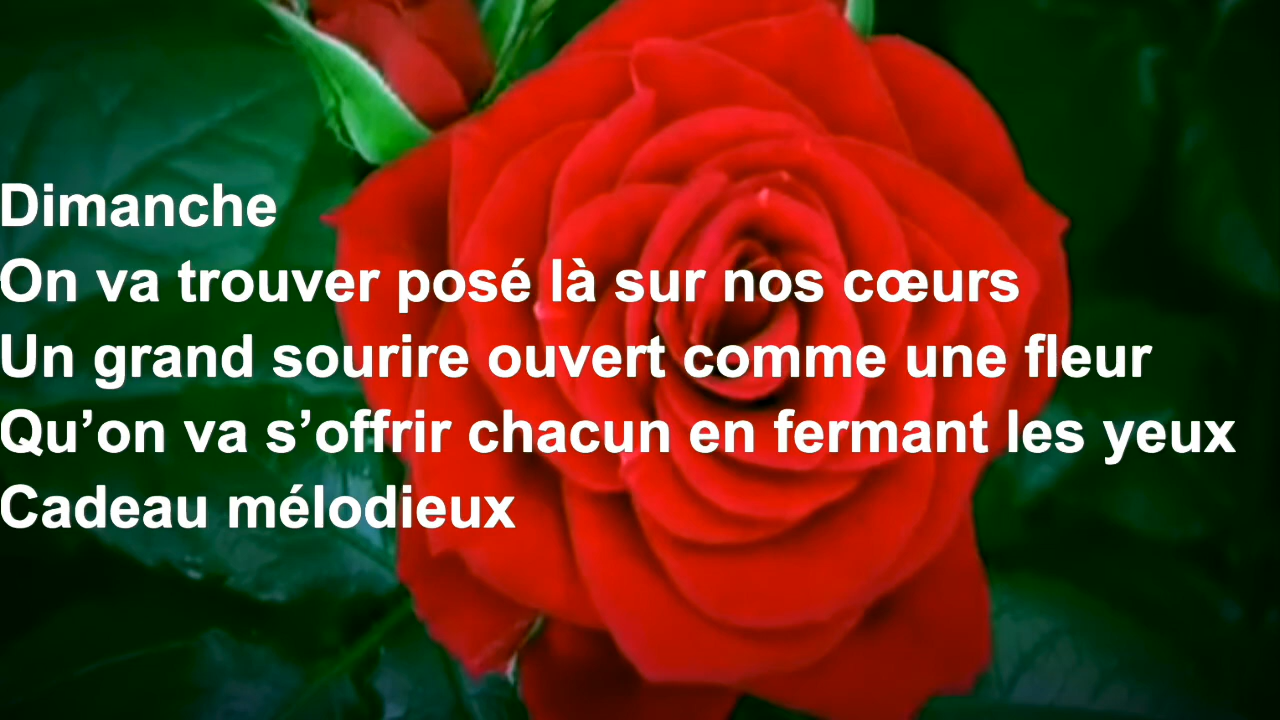 Dimanche
On va trouver posé là sur nos cœurs
Un grand sourire ouvert comme une fleur
Qu’on va s’offrir chacun en fermant les yeux
Cadeau mélodieux